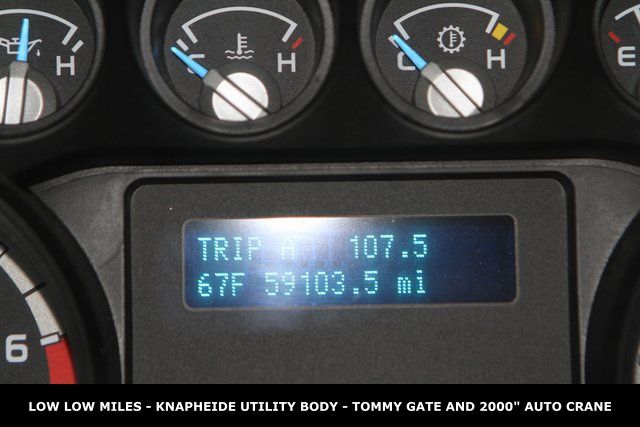 H
C H
C H
E
TRIP A 107.5
67F 59103.5 mi
6
LOW LOW MILES - KNAPHEIDE UTILITY BODY - TOMMY GATE AND 2000" AUTO CRANE